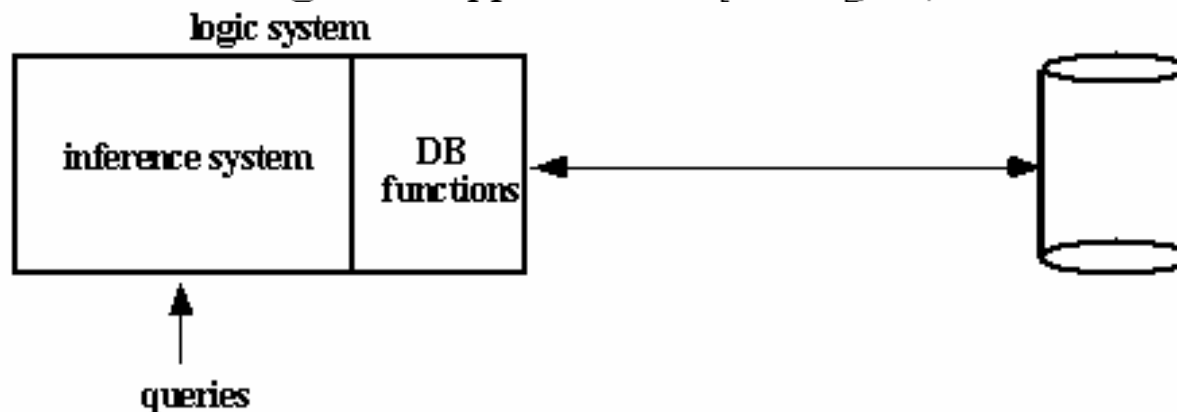 logic system
inference system
DB
functions
queries